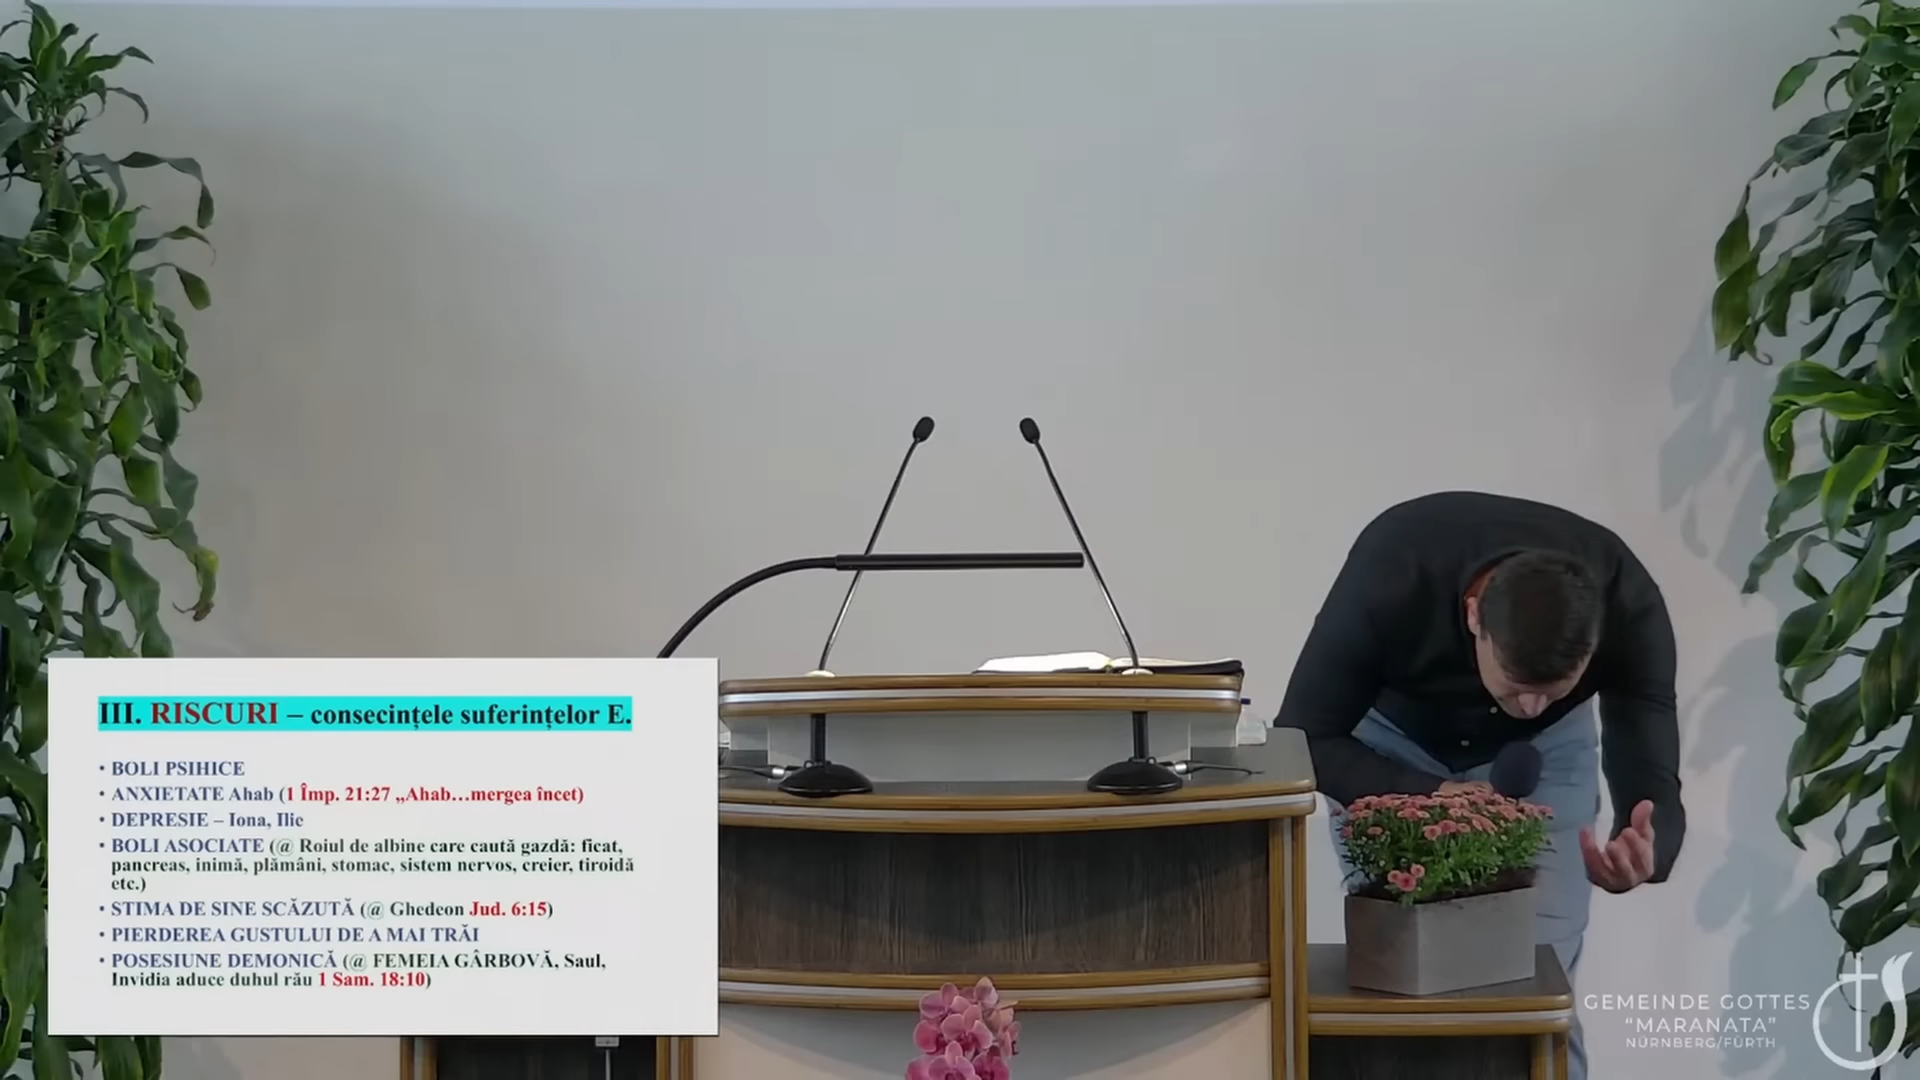 III. RISCURI – consecințele suferințelor E.
• BOLI PSIHICE
• ANXIETATE Ahab (1 Împ. 21:27 „Ahab…mergea încet)
• DEPRESIE – Iona, Ilie
• BOLI ASOCIATE (@ Roiul de albine care caută gazdă: ficat,
pancreas, inimă, plămâni, stomac, sistem nervos, creier, tiroidă
etc.)
• STIMA DE SINE SCĂZUTĂ (@ Ghedeon Jud. 6:15)
• PIERDEREA GUSTULUI DE A MAI TRĂI
• POSESIUNE DEMONICĂ (@ FEMEIA GÂRBOVĂ, Saul,
Invidia aduce duhul rău 1 Sam. 18:10)
GEMEINDE GOTTES
“MARANATA”
NÜRNBERG/FÜRTH